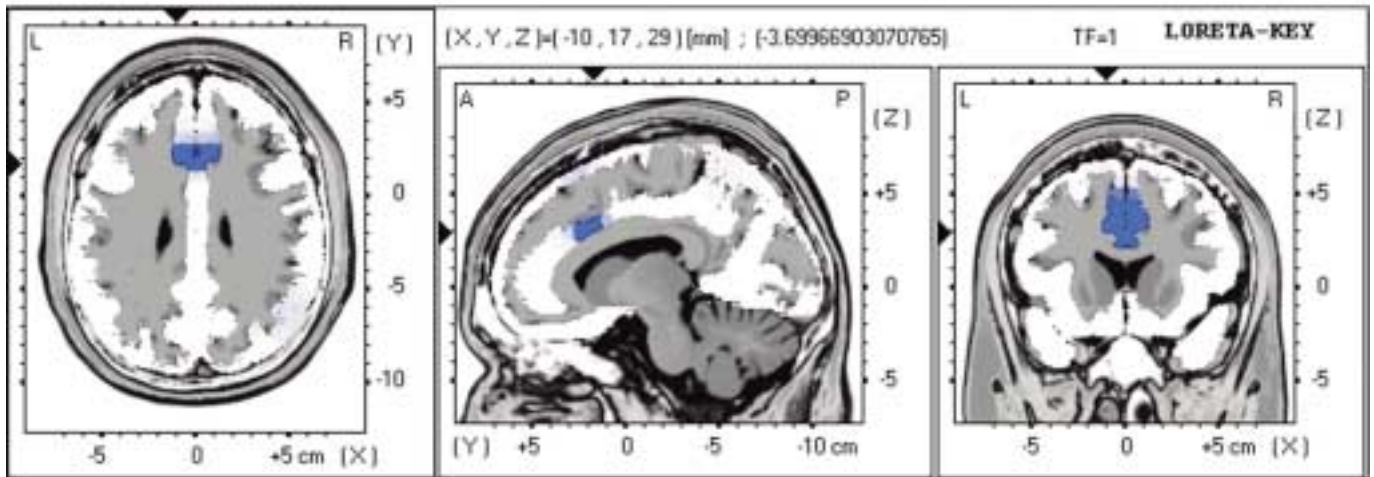 (X,Y,Z)=(-10,17,29)[mm] ; (-3.69966903070765) TF=1 LORETA-KEY
L R (Y)
+5
0
-5
-10
-5 0 +5 cm (X)
A P (Z)
+5
0
-5
(Y) +5 0 -5 -10 cm
L R (Z)
+5
0
-5
-5 0 +5 cm (X)